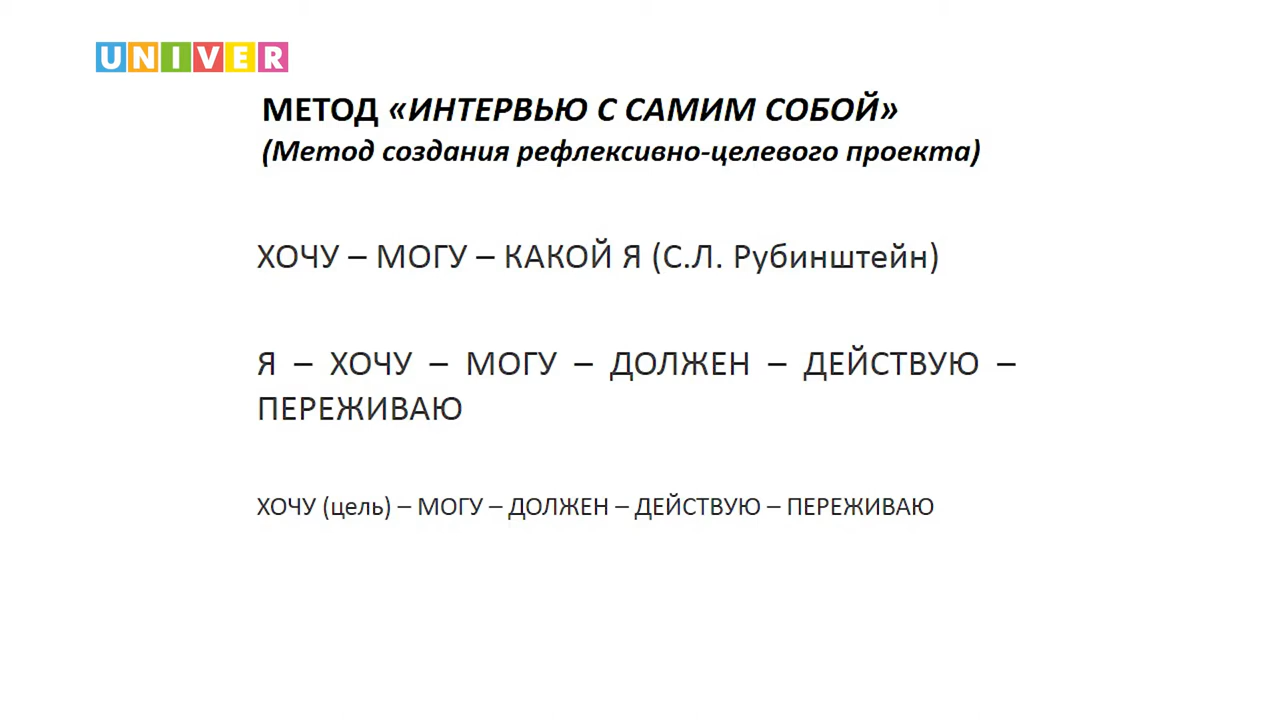 UNIVER
МЕТОД «ИНТЕРВЬЮ С САМИМ СОБОЙ»
(Метод создания рефлексивно-целевого проекта)
ХОЧУ – МОГУ – КАКОЙ Я (С.Л. Рубинштейн)
Я – ХОЧУ – МОГУ – ДОЛЖЕН – ДЕЙСТВУЮ –
ПЕРЕЖИВАЮ
ХОЧУ (цель) – МОГУ – ДОЛЖЕН – ДЕЙСТВУЮ – ПЕРЕЖИВАЮ